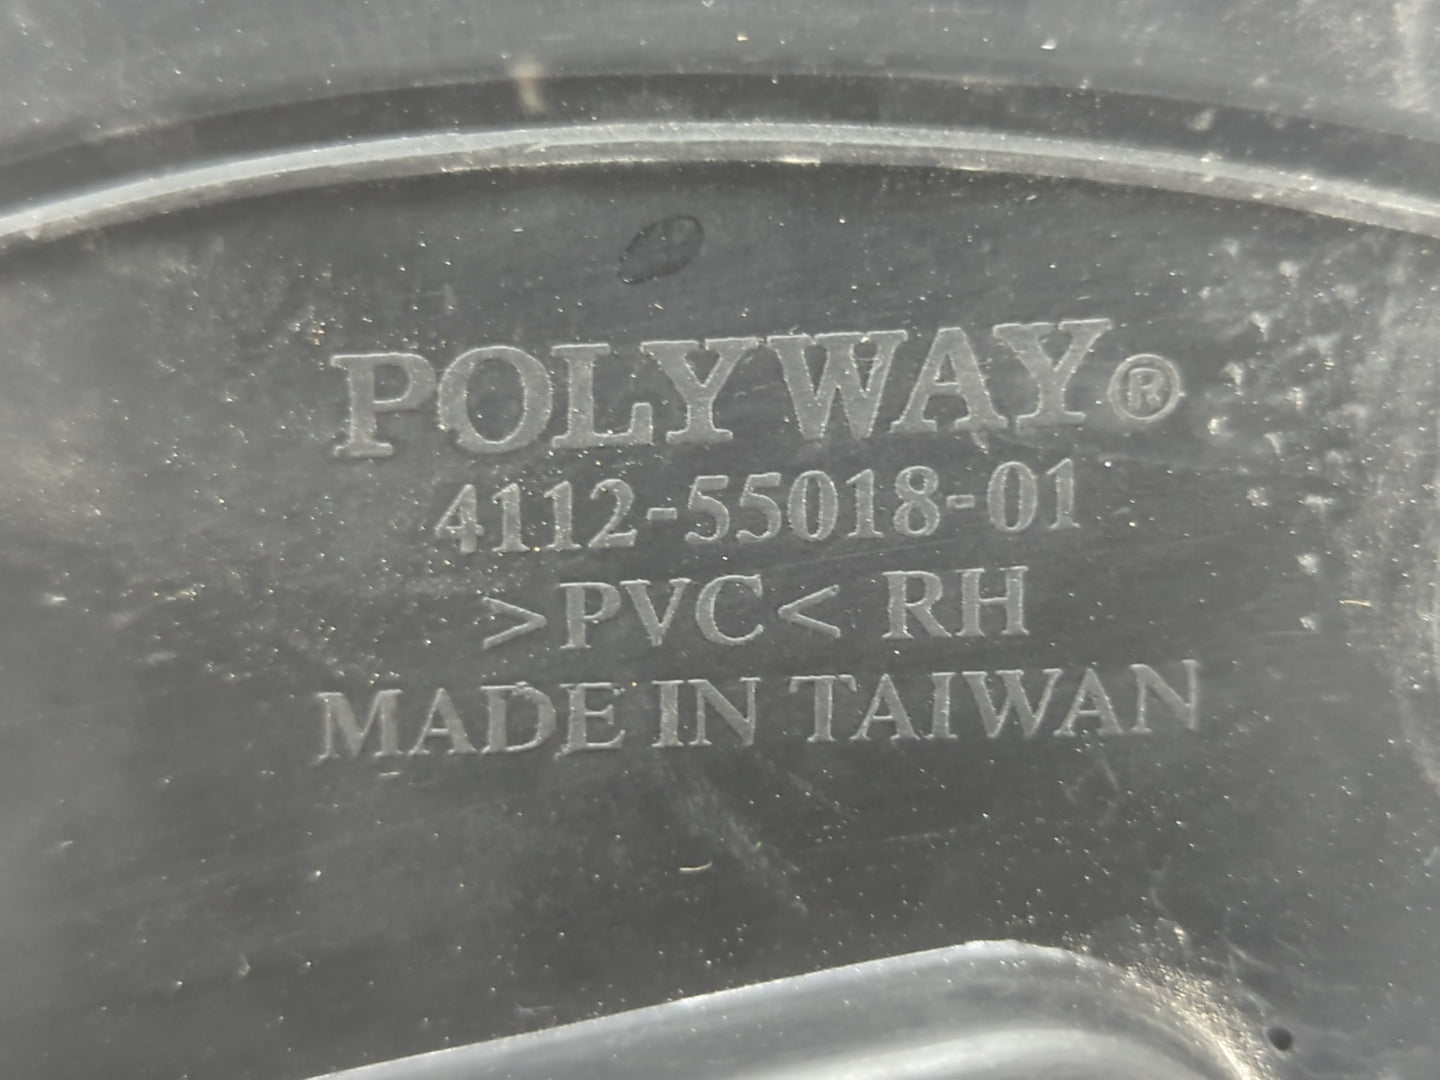 POLYWAY®
4112-55018-01
>PVC< RH
MADE IN TAIWAN